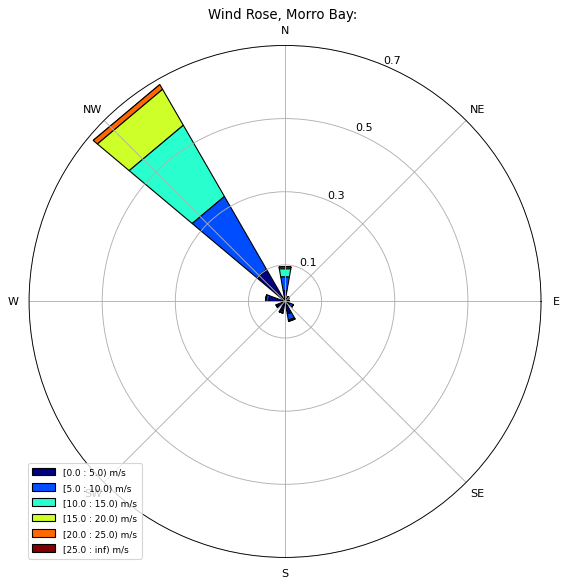 Wind Rose, Morro Bay:
N
0.7
NW
NE
0.5
0.3
0.1
W
E
[0.0 : 5.0) m/s
[5.0 : 10.0) m/s
SW
SE
[10.0 : 15.0) m/s
[15.0 : 20.0) m/s
[20.0 : 25.0) m/s
[25.0 : inf) m/s
S